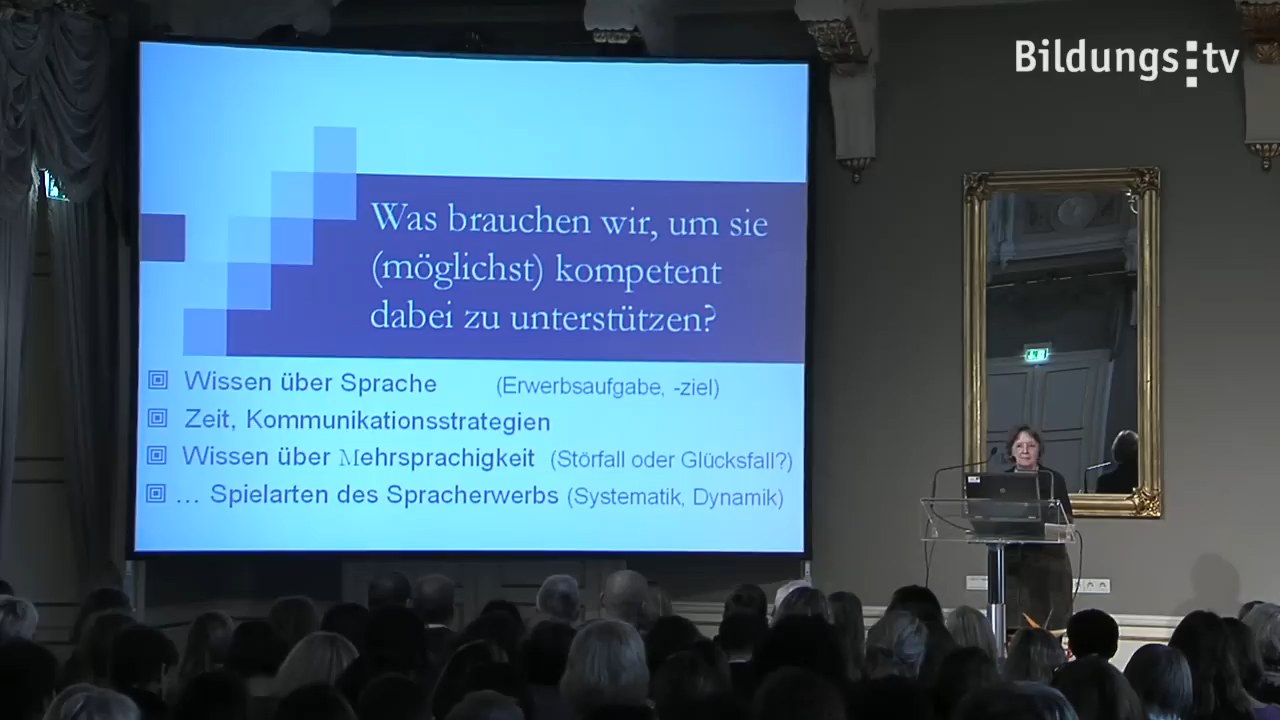 Bildungs:tv
Was brauchen wir, um sie
(möglichst) kompetent
dabei zu unterstützen?
Wissen über Sprache (Erwerbsaufgabe, -ziel)
Zeit, Kommunikationsstrategien
Wissen über Mehrsprachigkeit (Störfall oder Glücksfall?)
... Spielarten des Spracherwerbs (Systematik, Dynamik)